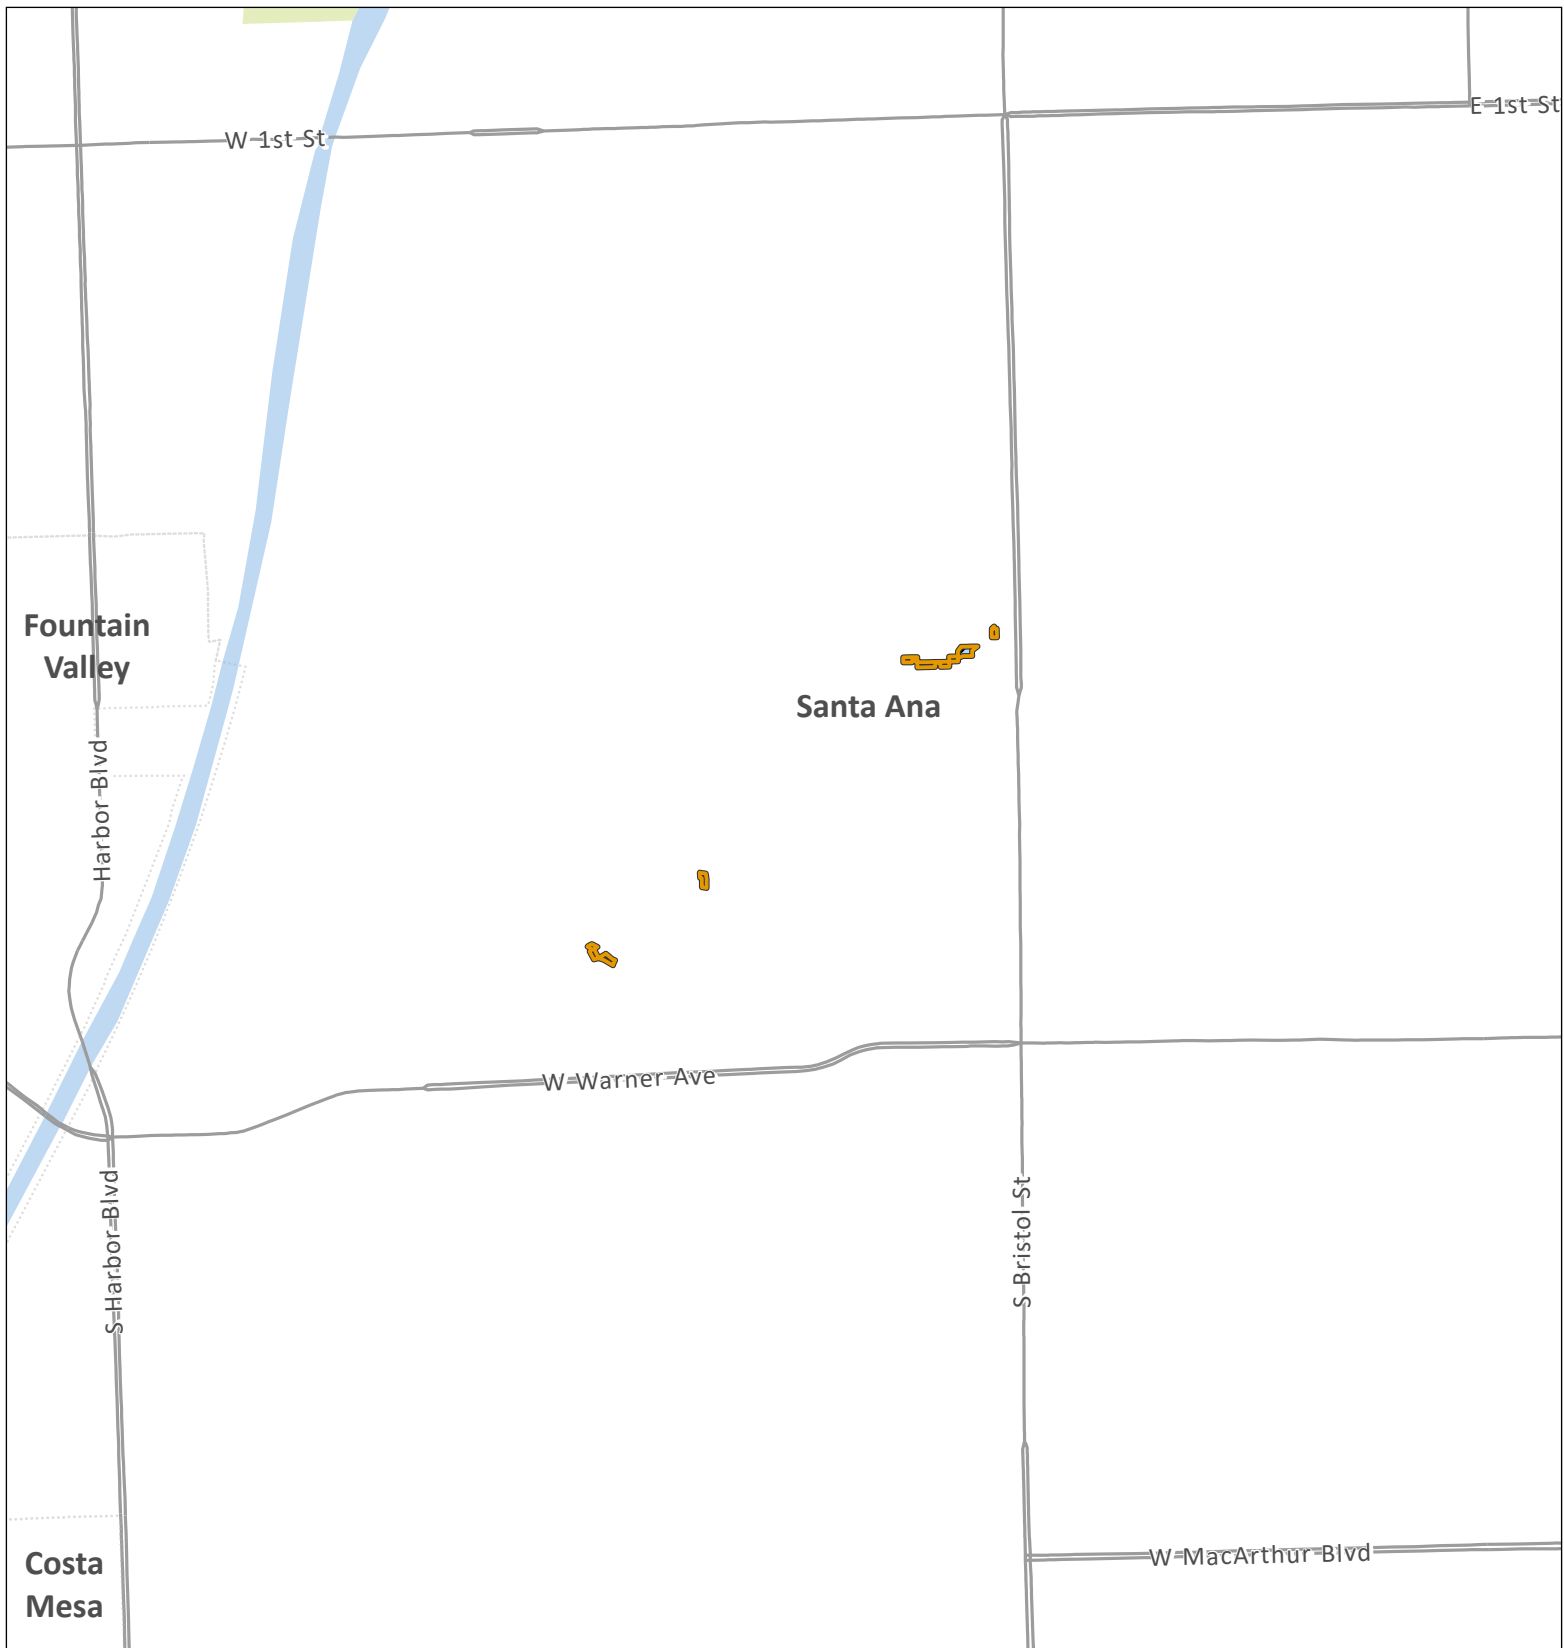 E 1st St
W 1st St
Fountain
Valley
Santa Ana
Harbor Blvd
W Warner Ave
S Harbor Blvd
S Bristol St
W MacArthur Blvd
Costa
Mesa